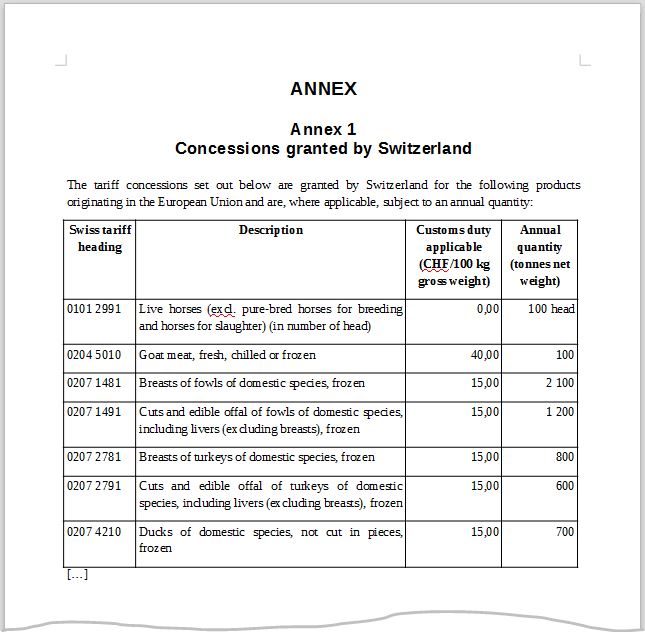 ANNEX
Annex 1
Concessions granted by Switzerland
The tariff concessions set out below are granted by Switzerland for the following products
originating in the European Union and are, where applicable, subject to an annual quantity:
Swiss tariff heading Description Customs duty applicable (CHF/100 kg gross weight) Annual quantity (tonnes net weight)
0101 2991 Live horses (excl. pure-bred horses for breeding 0,00 100 head
and horses for slaughter) (in number of head)
0204 5010 Goat meat, fresh, chilled or frozen 40,00 100
0207 1481 Breasts of fowls of domestic species, frozen 15,00 2 100
0207 1491 Cuts and edible offal of fowls of domestic species, 15,00 1 200
including livers (excluding breasts), frozen
0207 2781 Breasts of turkeys of domestic species, frozen 15,00 800
0207 2791 Cuts and edible offal of turkeys of domestic 15,00 600
species, including livers (excluding breasts), frozen
0207 4210 Ducks of domestic species, not cut in pieces, 15,00 700
frozen
[…]